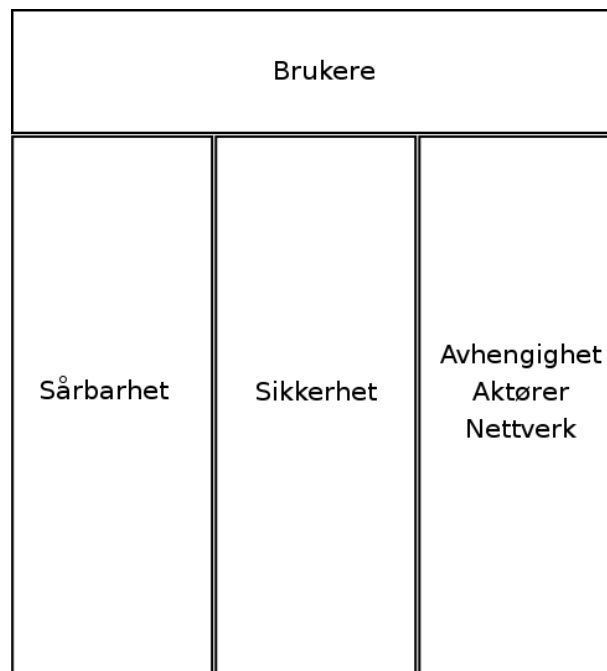 Brukere
Sårbarhet
Sikkerhet
Avhengighet
Aktører
Nettverk